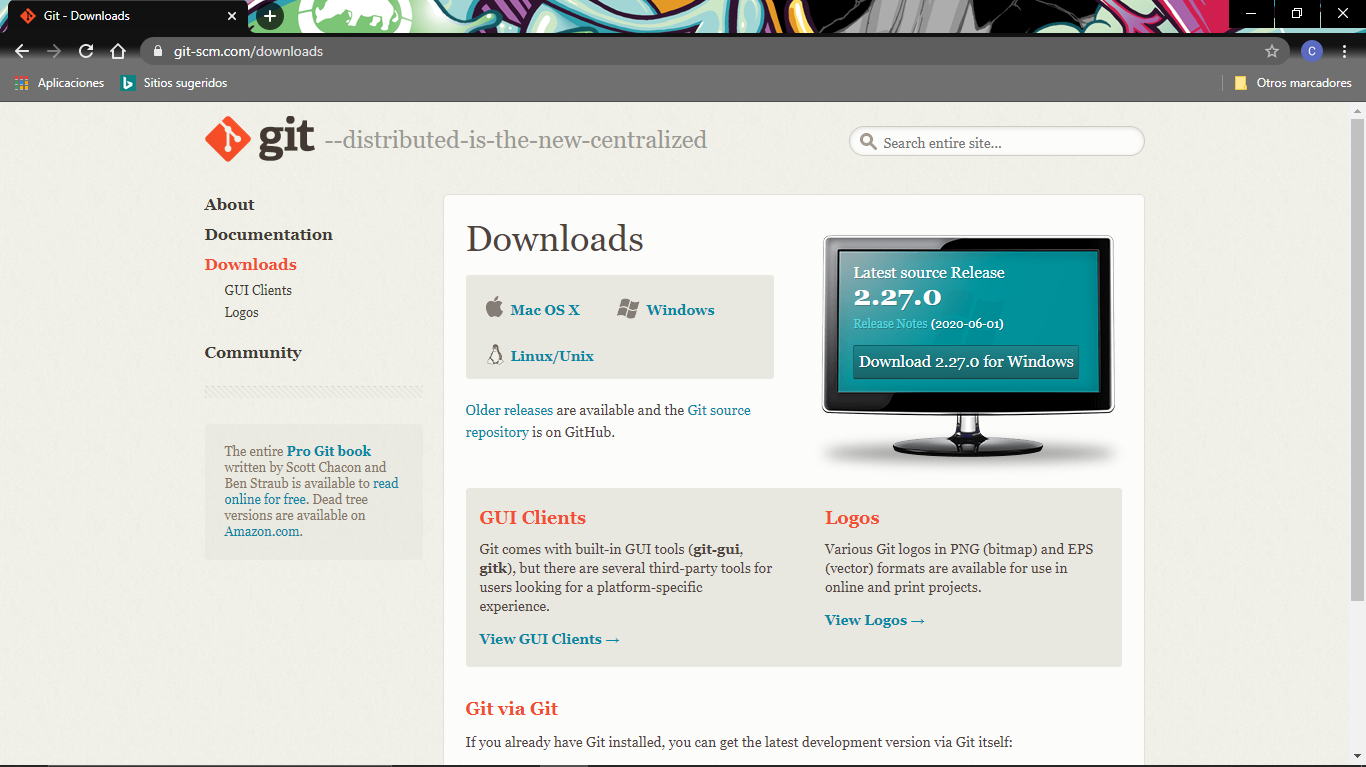 Git - Downloads
git-scm.com/downloads
C
Aplicaciones
Sitios sugeridos
Otros marcadores
git --distributed-is-the-new-centralized
Search entire site...
About
Documentation
Downloads
GUI Clients
Logos
Community
The entire Pro Git book
written by Scott Chacon and
Ben Straub is available to read
online for free. Dead tree
versions are available on
Amazon.com.
Downloads
Mac OS X
Windows
Linux/Unix
Older releases are available and the Git source
repository is on GitHub.
Latest source Release
2.27.0
Release Notes (2020-06-01)
Download 2.27.0 for Windows
GUI Clients
Git comes with built-in GUI tools (git-gui,
gitk), but there are several third-party tools for
users looking for a platform-specific
experience.
View GUI Clients →
Logos
Various Git logos in PNG (bitmap) and EPS
(vector) formats are available for use in
online and print projects.
View Logos →
Git via Git
If you already have Git installed, you can get the latest development version via Git itself: